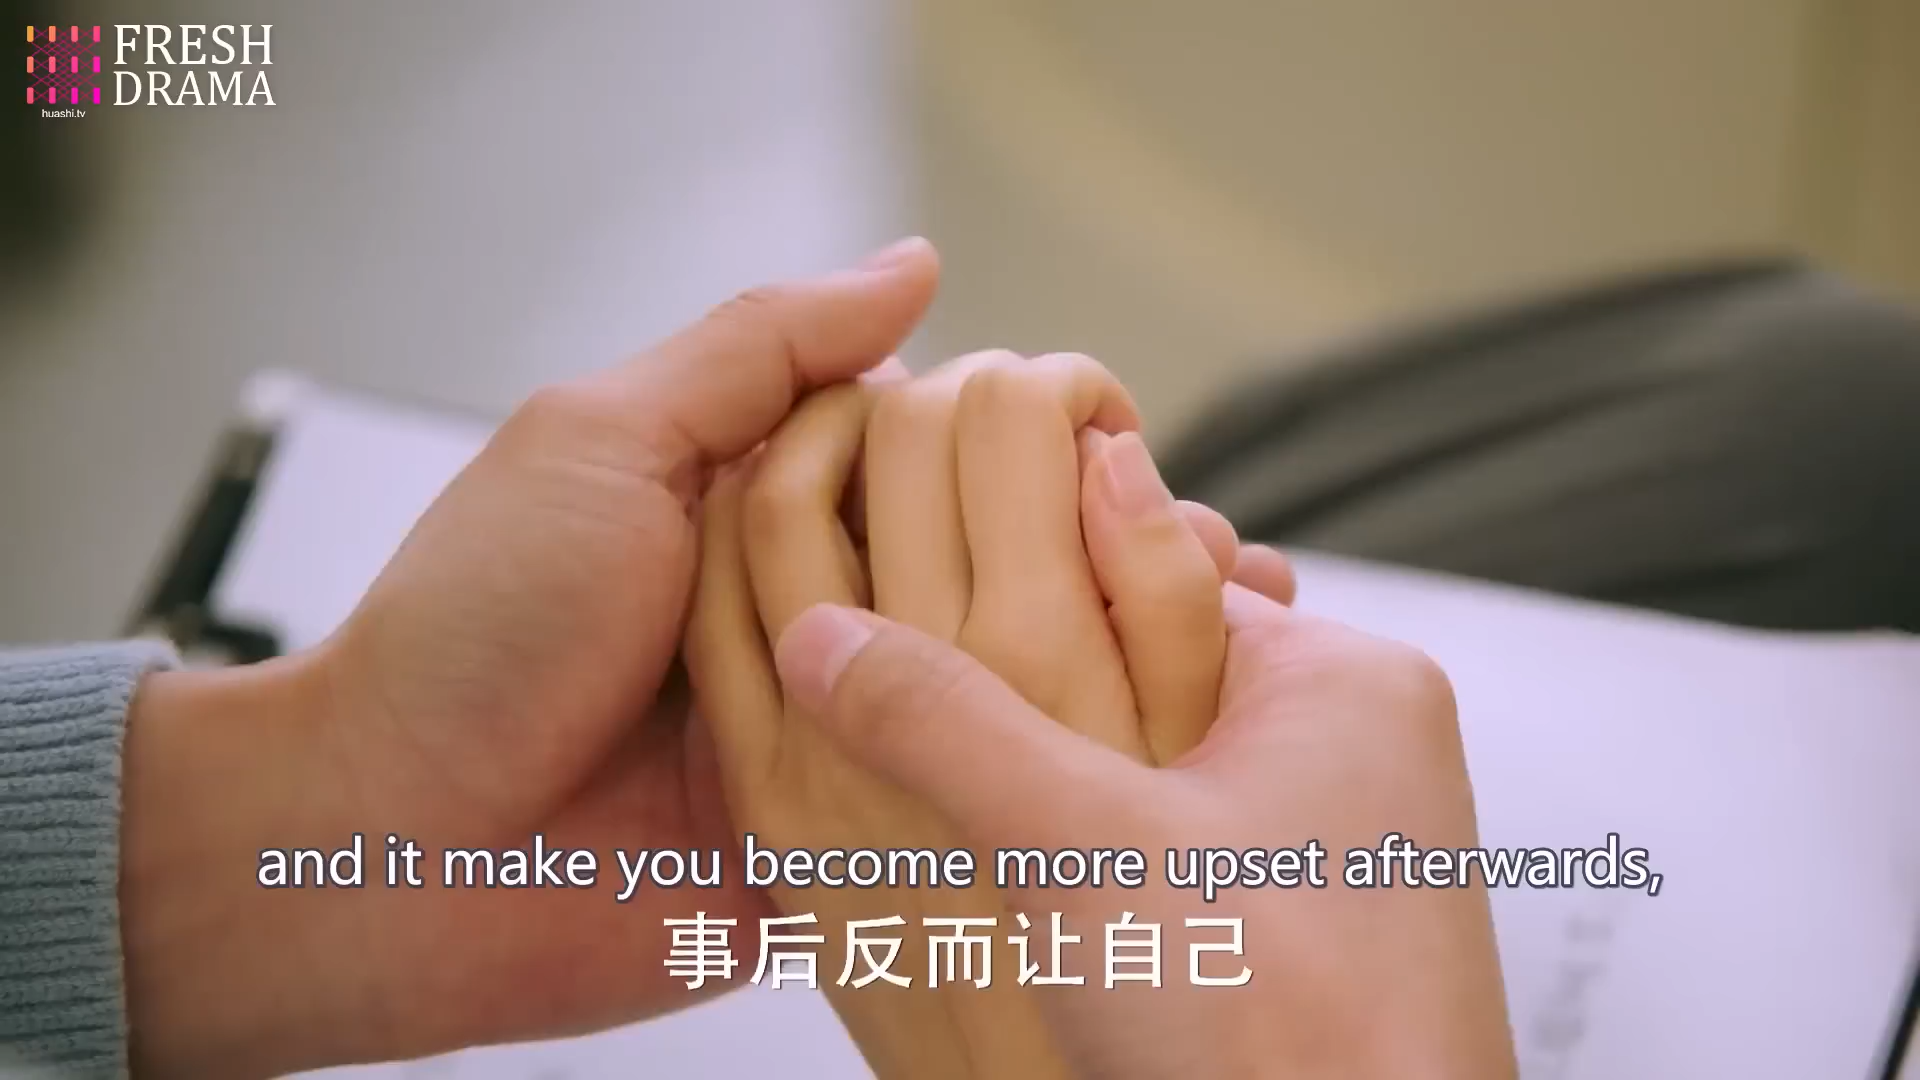 FRESH
DRAMA
huashi.tv
and it make you become more upset afterwards,
事后反而让自己